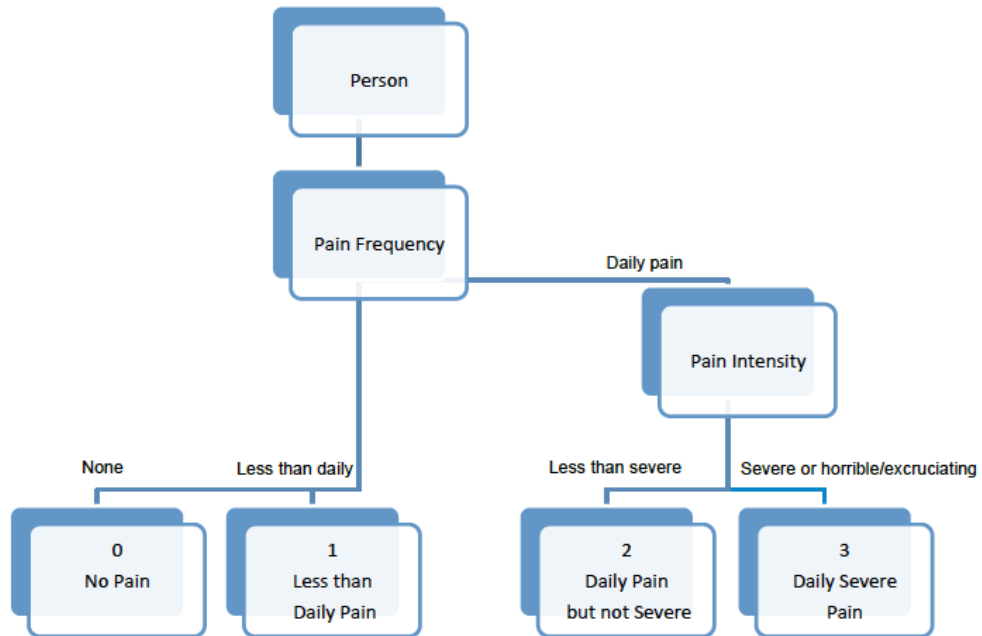 Person
Pain Frequency
Daily pain
Pain Intensity
None
Less than daily
Less than severe
Severe or horrible/excruciating
0
No Pain
1
Less than
Daily Pain
2
Daily Pain
but not Severe
3
Daily Severe
Pain